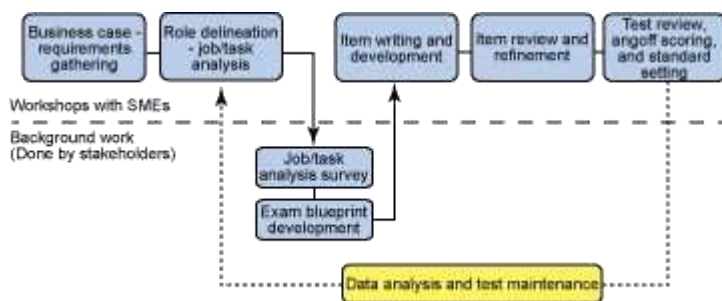 Business case -
requirements
gathering
Role delineation
- job/task
analysis
Item writing and
development
Item review and
refinement
Test review,
angoff scoring,
and standard
setting
Workshops with SMEs
Background work
(Done by stakeholders)
Job/task
analysis survey
Exam blueprint
development
Data analysis and test maintenance